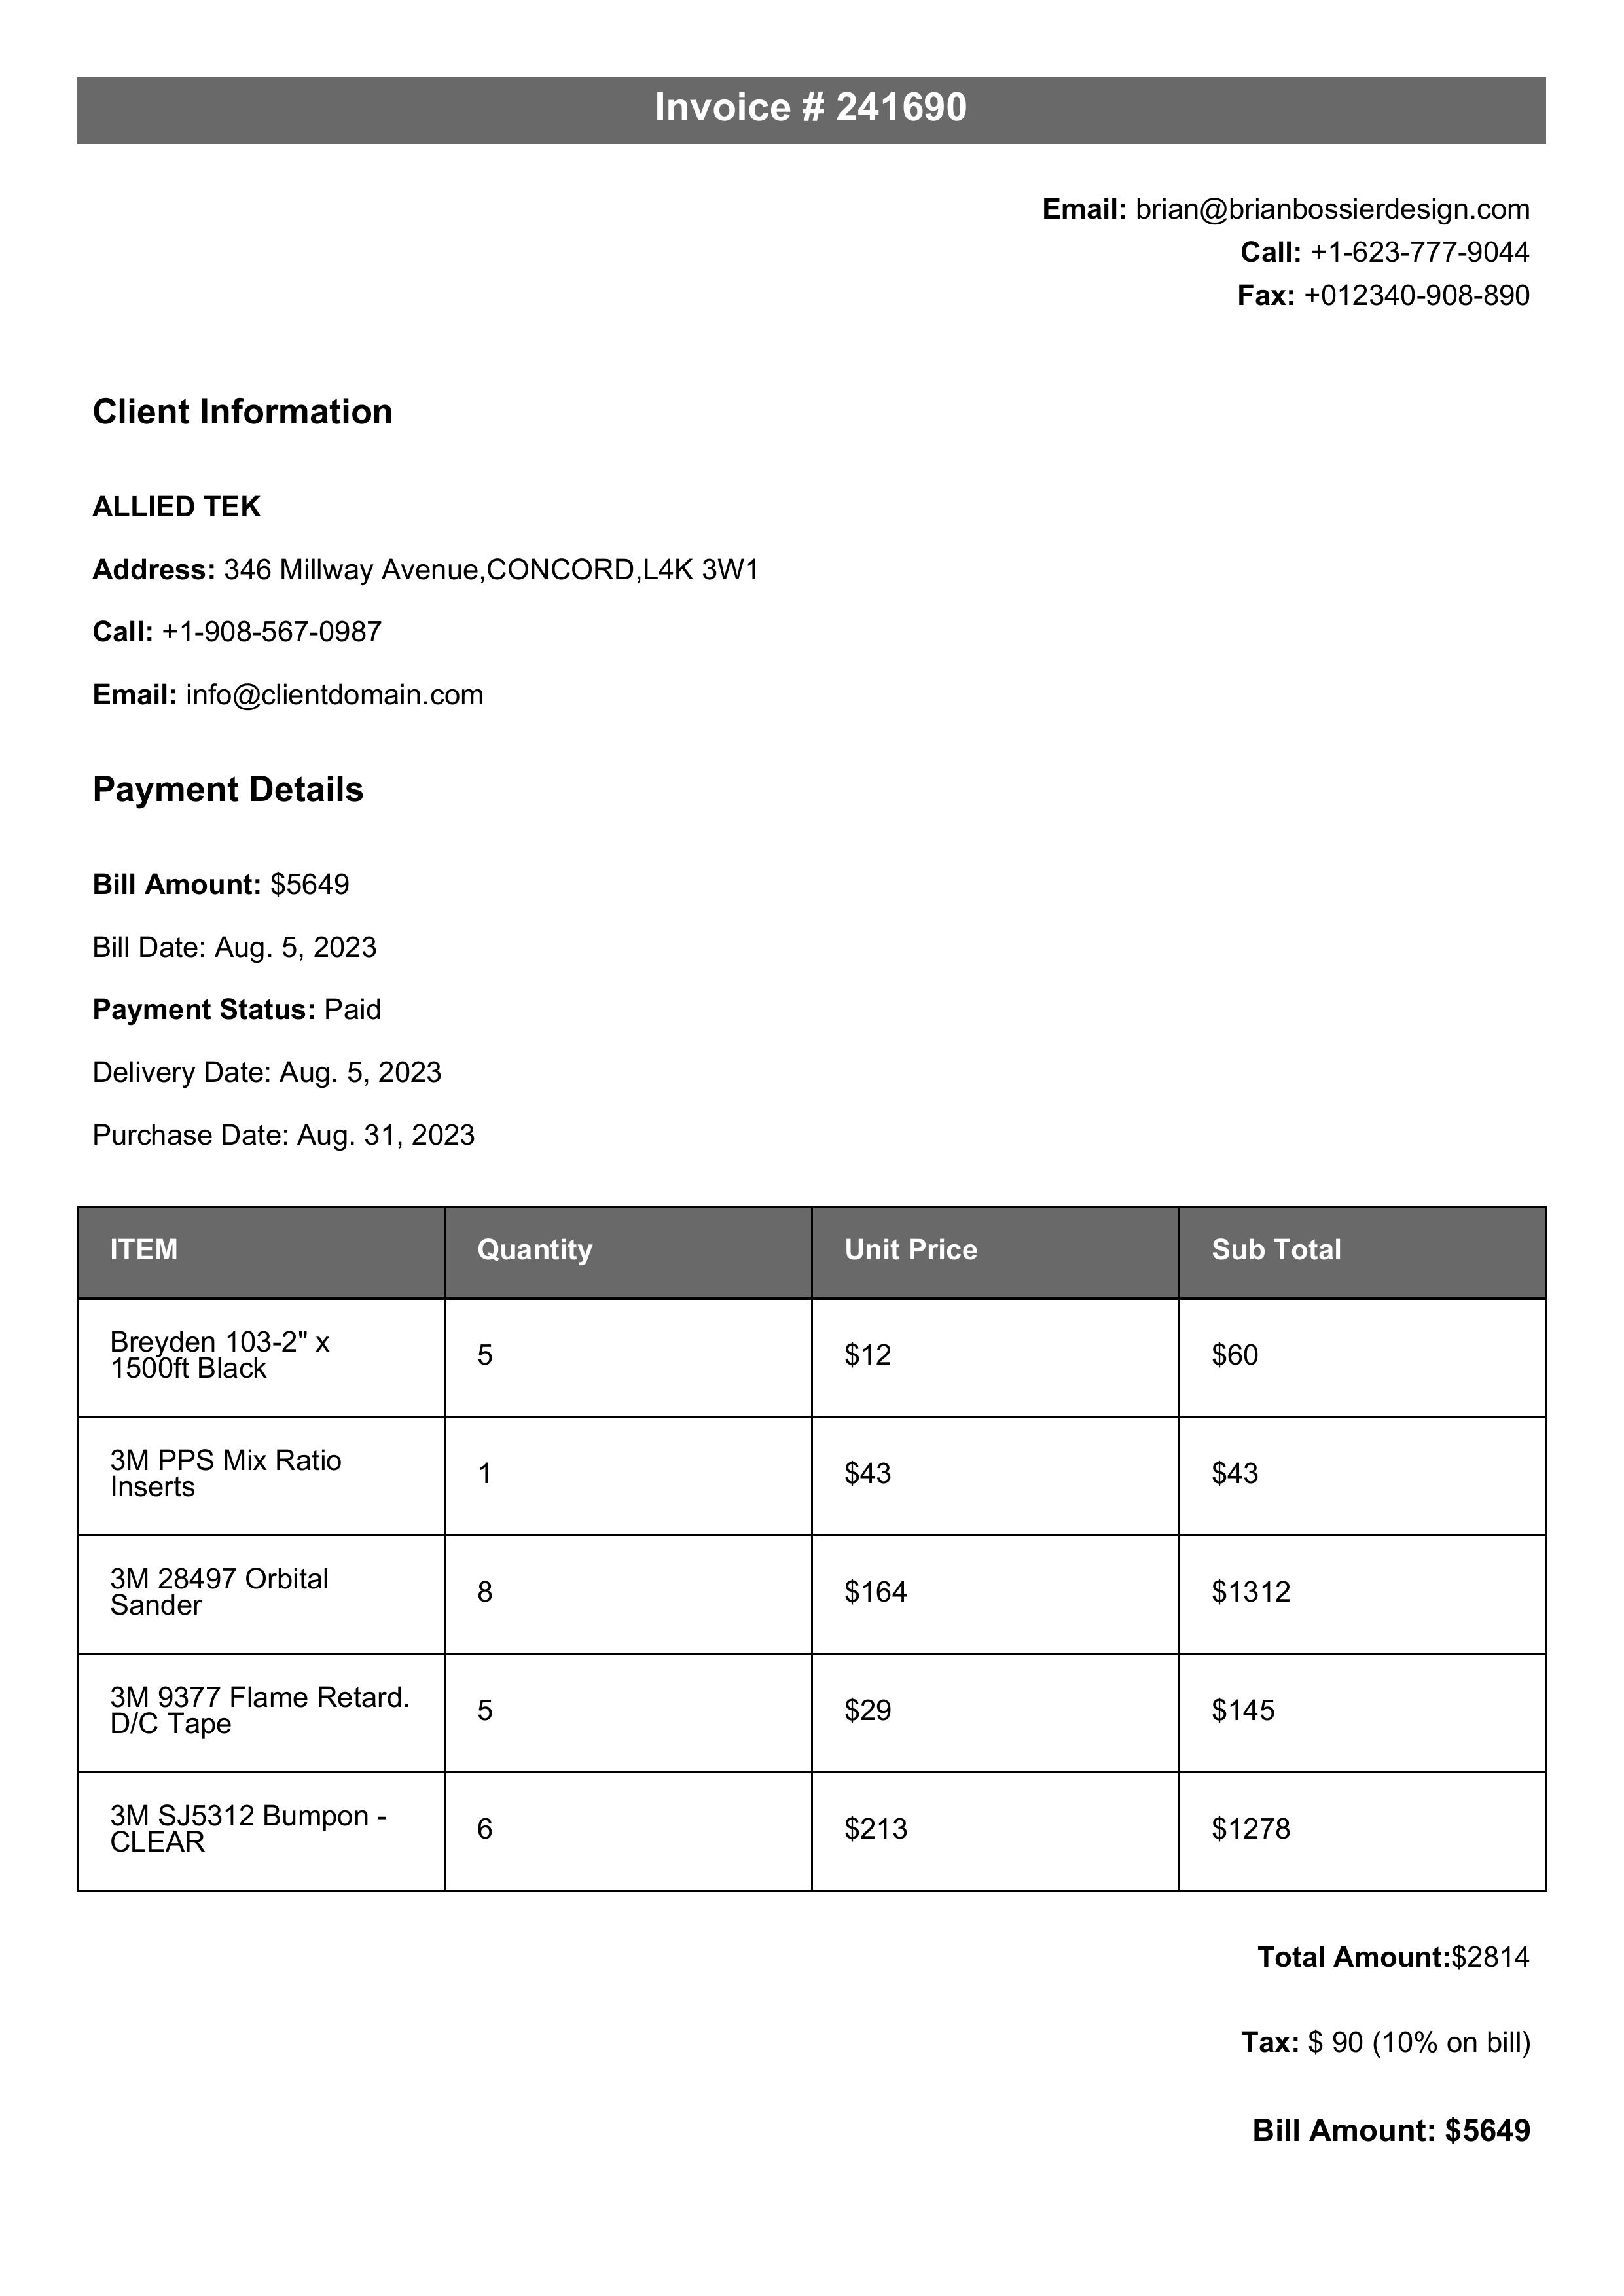 Invoice # 241690
Email: brian@brianbossierdesign.com
Call: +1-623-777-9044
Fax: +012340-908-890
Client Information
ALLIED TEK
Address: 346 Millway Avenue,CONCORD,L4K 3W1
Call: +1-908-567-0987
Email: info@clientdomain.com
Payment Details
Bill Amount: $5649
Bill Date: Aug. 5, 2023
Payment Status: Paid
Delivery Date: Aug. 5, 2023
Purchase Date: Aug. 31, 2023
ITEM Quantity Unit Price Sub Total
Breyden 103-2" x
1500ft Black 5 $12 $60
3M PPS Mix Ratio
Inserts 1 $43 $43
3M 28497 Orbital
Sander 8 $164 $1312
3M 9377 Flame Retard.
D/C Tape 5 $29 $145
3M SJ5312 Bumpon -
CLEAR 6 $213 $1278
Total Amount:$2814
Tax: $ 90 (10% on bill)
Bill Amount: $5649